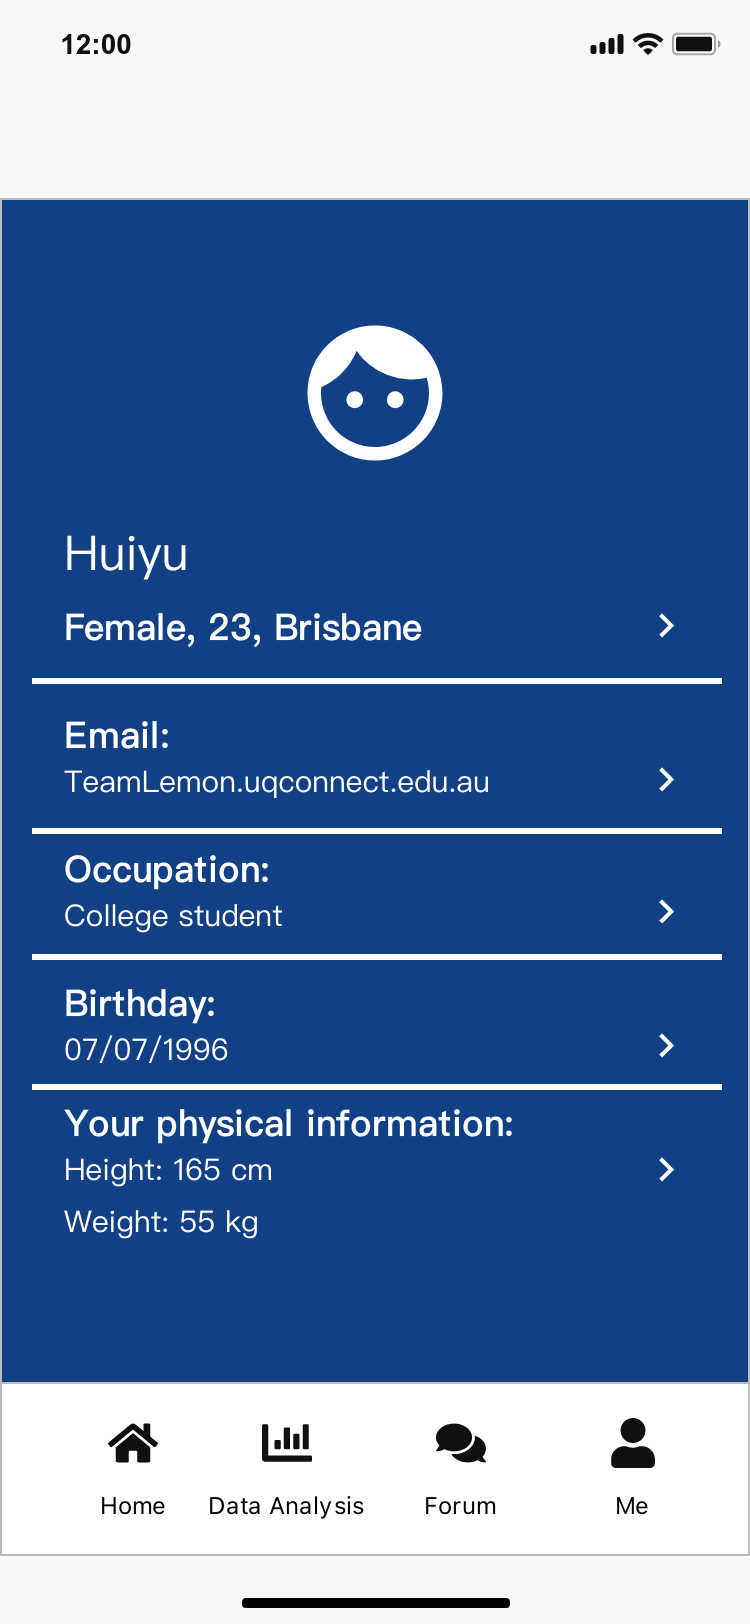 12:00
Huiyu
Female, 23, Brisbane
Email:
TeamLemon.uqconnect.edu.au
Occupation:
College student
Birthday:
07/07/1996
Your physical information:
Height: 165 cm
Weight: 55 kg
Home
Data Analysis
Forum
Me